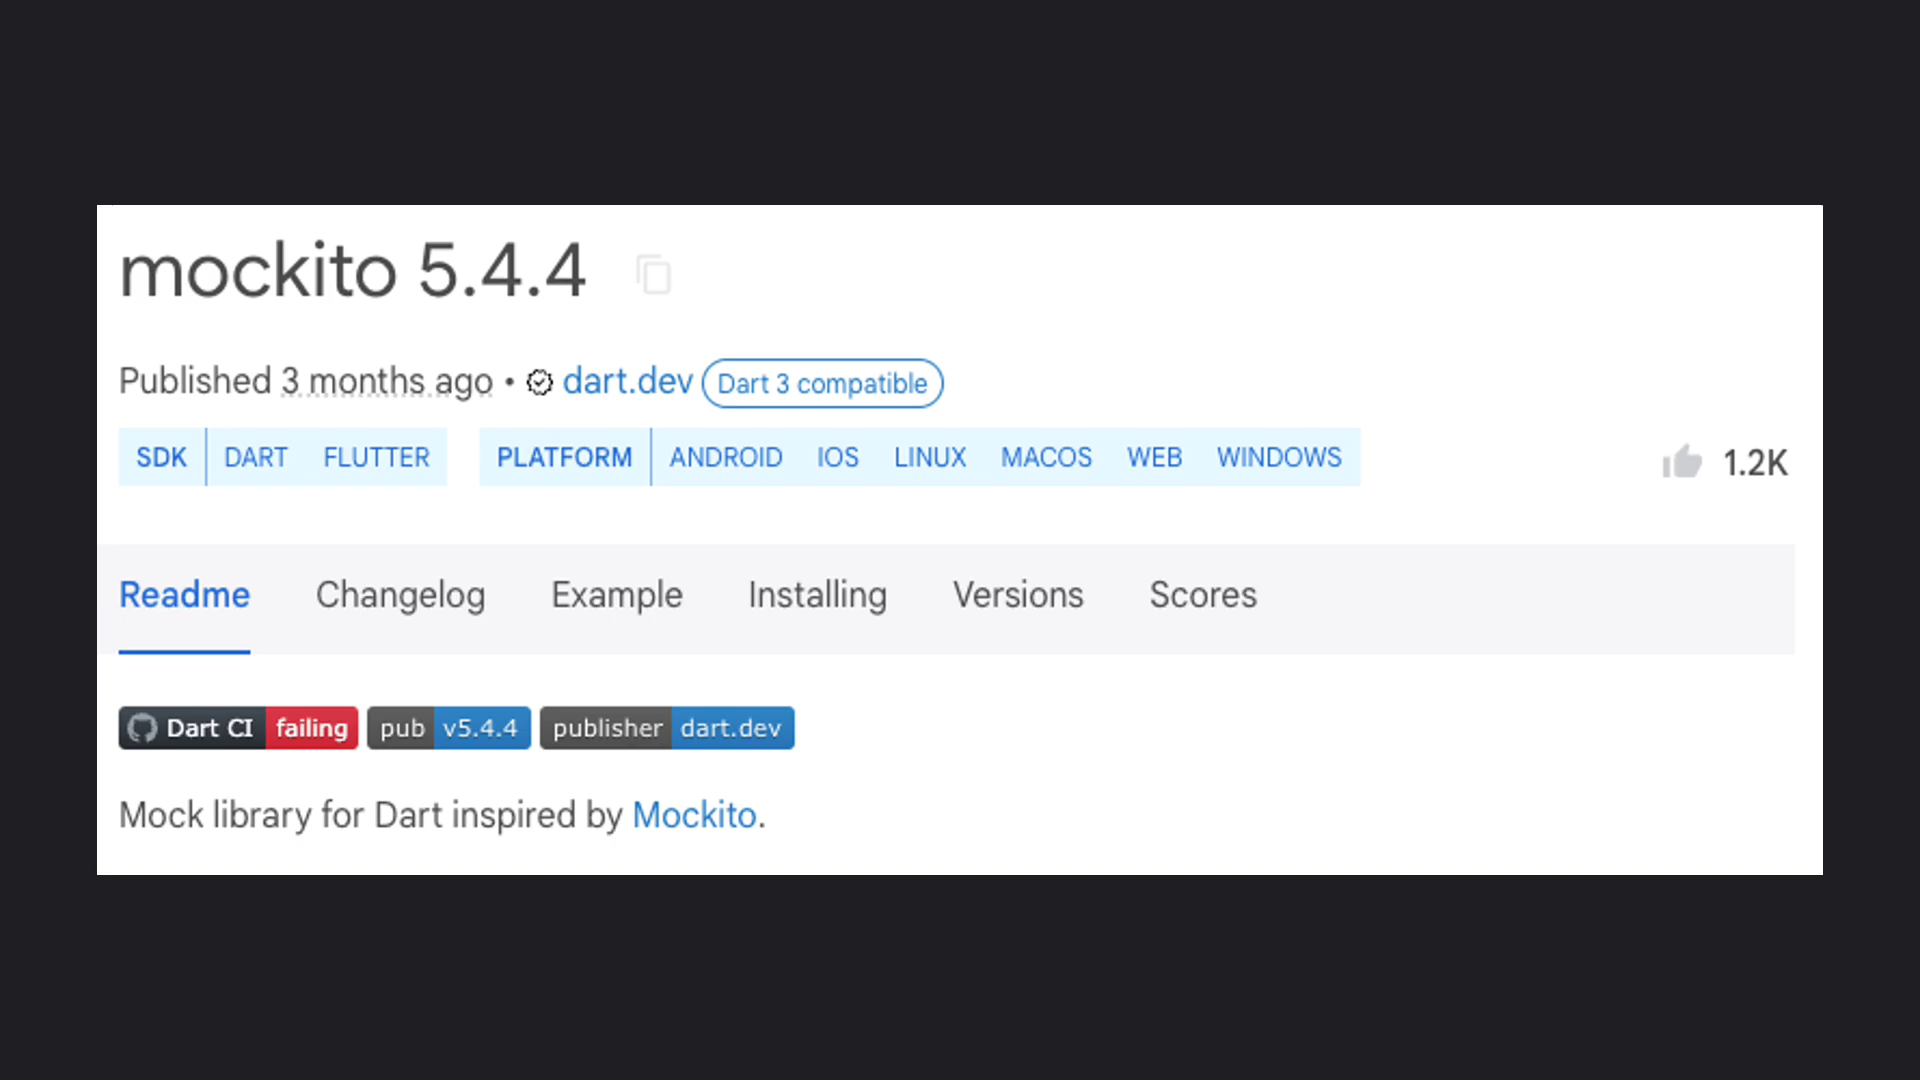 mockito 5.4.4
Published 3 months ago • dart.dev Dart 3 compatible
SDK DART FLUTTER PLATFORM ANDROID IOS LINUX MACOS WEB WINDOWS 1.2K
Readme Changelog Example Installing Versions Scores
Dart CI failing pub v5.4.4 publisher dart.dev
Mock library for Dart inspired by Mockito.